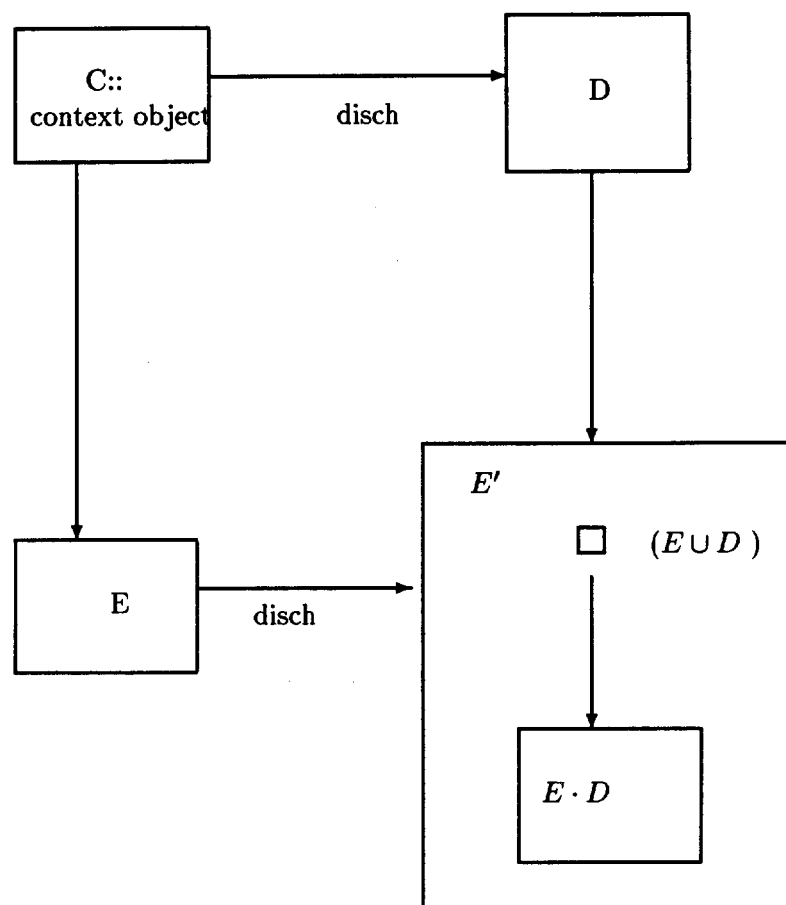 C::
context object
disch
D
E′
(E ∪ D )
E
disch
E · D